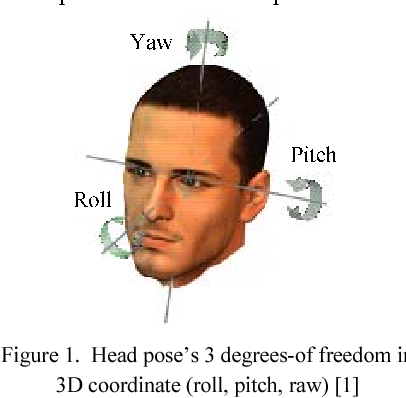 Yaw
Pitch
Roll
Figure 1. Head pose's 3 degrees-of freedom in
3D coordinate (roll, pitch, raw) [1]